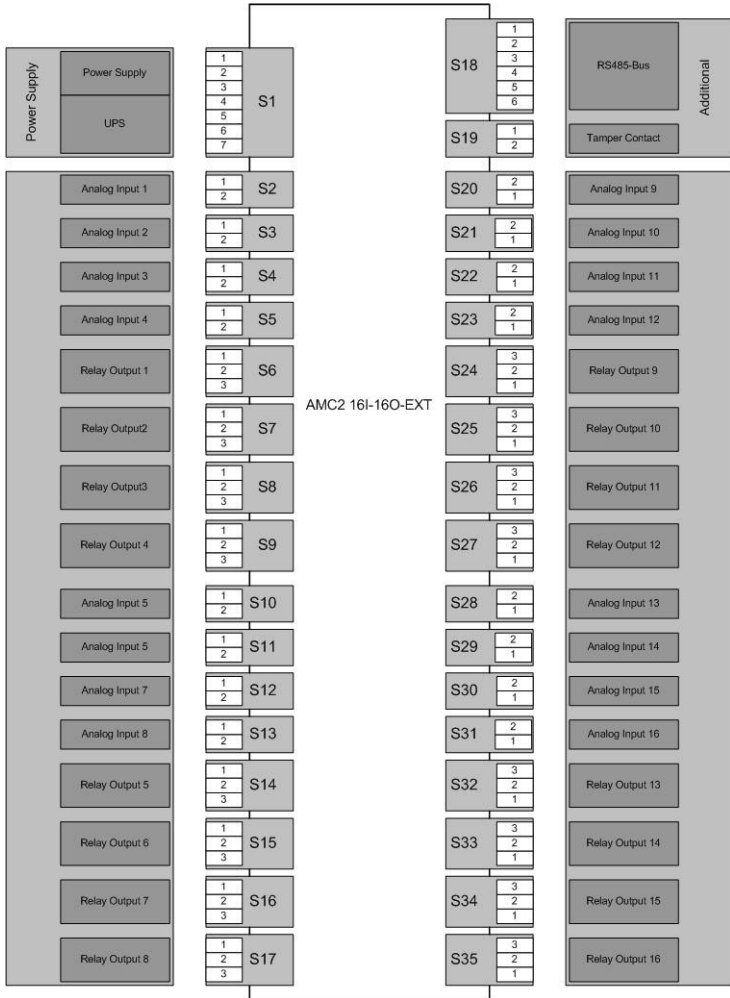 Power Supply
Power Supply
UPS
1
2
3
4
5
6
7
S1
S18
1
2
3
4
5
6
RS485-Bus
Additional
S19
1
2
Tamper Contact
Analog Input 1
1
2
S2
S20
2
1
Analog Input 9
Analog Input 2
1
2
S3
S21
2
1
Analog Input 10
Analog Input 3
1
2
S4
S22
2
1
Analog Input 11
Analog Input 4
1
2
S5
S23
2
1
Analog Input 12
Relay Output 1
1
2
3
S6
S24
3
2
1
Relay Output 9
AMC2 16I-16O-EXT
Relay Output2
1
2
3
S7
S25
3
2
1
Relay Output 10
Relay Output3
1
2
3
S8
S26
3
2
1
Relay Output 11
Relay Output 4
1
2
3
S9
S27
3
2
1
Relay Output 12
Analog Input 5
1
2
S10
S28
2
1
Analog Input 13
Analog Input 5
1
2
S11
S29
2
1
Analog Input 14
Analog Input 7
1
2
S12
S30
2
1
Analog Input 15
Analog Input 8
1
2
S13
S31
2
1
Analog Input 16
Relay Output 5
1
2
3
S14
S32
3
2
1
Relay Output 13
Relay Output 6
1
2
3
S15
S33
3
2
1
Relay Output 14
Relay Output 7
1
2
3
S16
S34
3
2
1
Relay Output 15
Relay Output 8
1
2
3
S17
S35
3
2
1
Relay Output 16